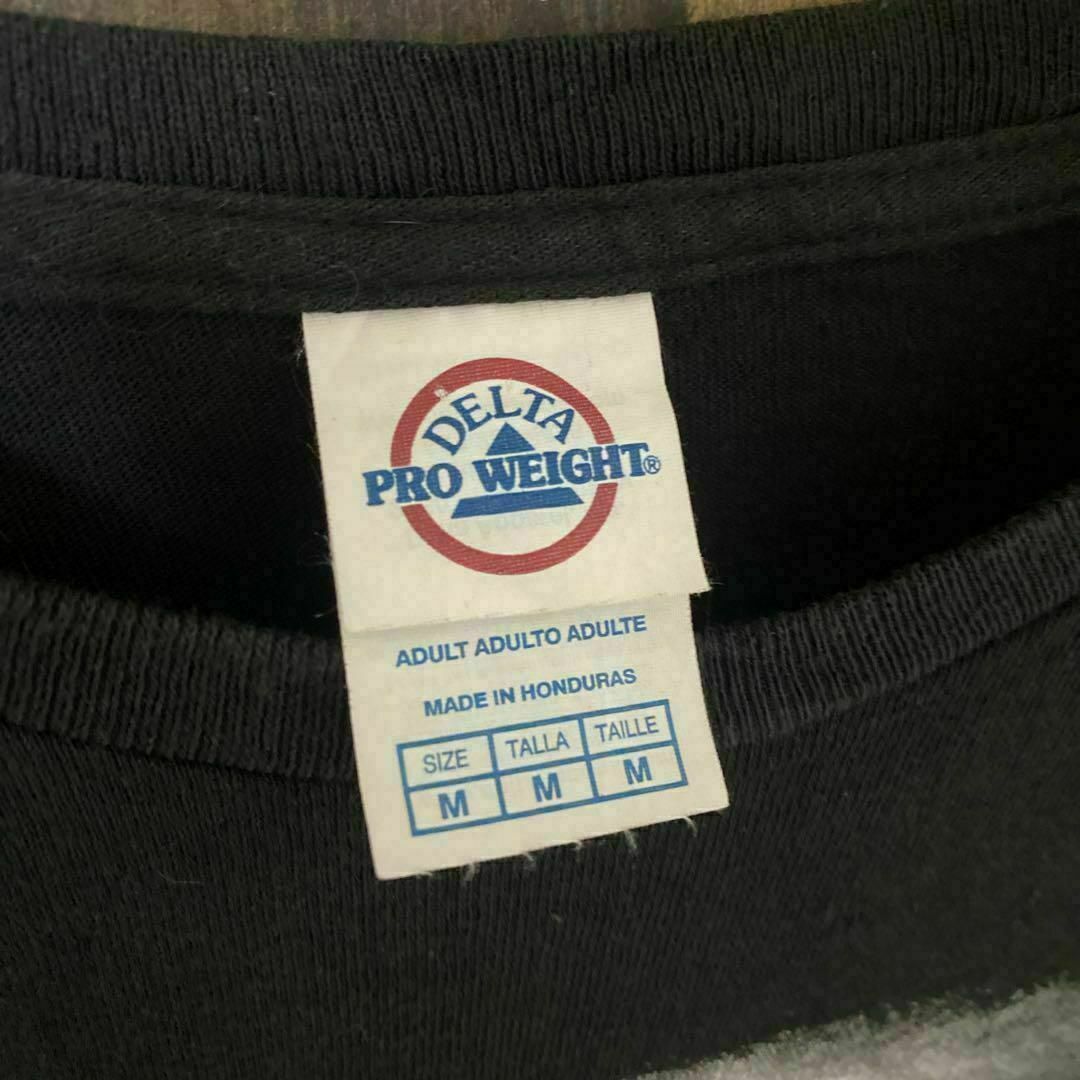 DELTA
PRO WEIGHT®
ADULT ADULTO ADULTE
MADE IN HONDURAS
SIZE TALLA TAILLE
M M M